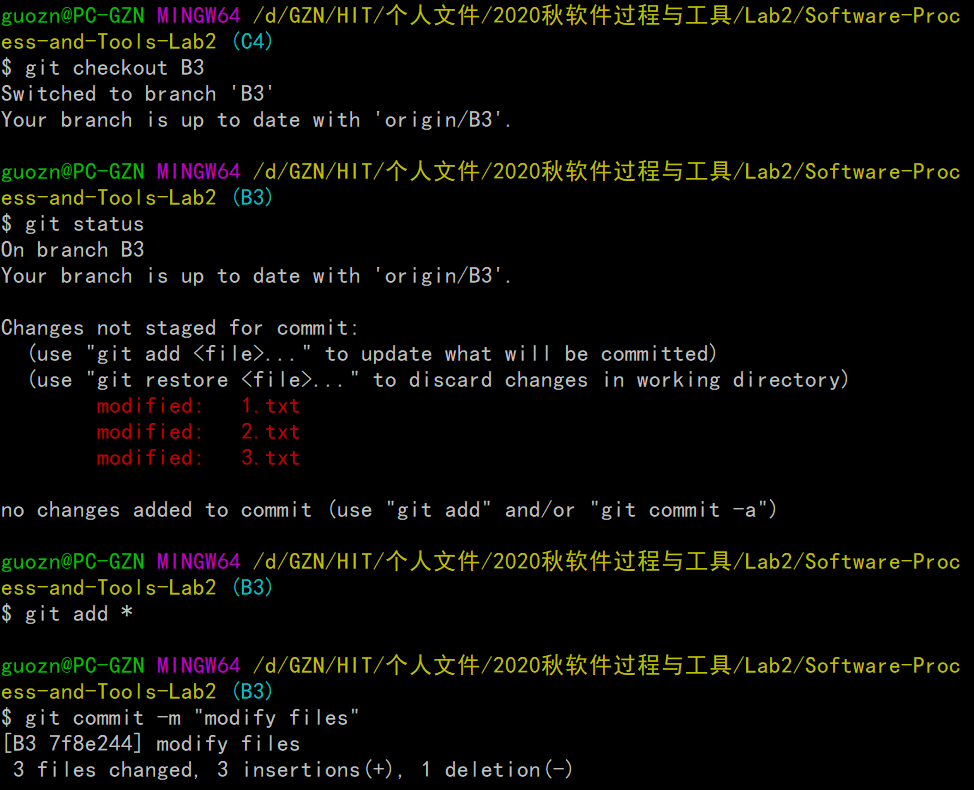 guozn@PC-GZN MINGW64 /d/GZN/HIT/个人文件/2020秋软件过程与工具/Lab2/Software-Proc
ess-and-Tools-Lab2 (C4)
$ git checkout B3
Switched to branch 'B3'
Your branch is up to date with 'origin/B3'.
guozn@PC-GZN MINGW64 /d/GZN/HIT/个人文件/2020秋软件过程与工具/Lab2/Software-Proc
ess-and-Tools-Lab2 (B3)
$ git status
On branch B3
Your branch is up to date with 'origin/B3'.
Changes not staged for commit:
  (use "git add <file>..." to update what will be committed)
  (use "git restore <file>..." to discard changes in working directory)
        modified:   1.txt
        modified:   2.txt
        modified:   3.txt
no changes added to commit (use "git add" and/or "git commit -a")
guozn@PC-GZN MINGW64 /d/GZN/HIT/个人文件/2020秋软件过程与工具/Lab2/Software-Proc
ess-and-Tools-Lab2 (B3)
$ git add *
guozn@PC-GZN MINGW64 /d/GZN/HIT/个人文件/2020秋软件过程与工具/Lab2/Software-Proc
ess-and-Tools-Lab2 (B3)
$ git commit -m "modify files"
[B3 7f8e244] modify files
 3 files changed, 3 insertions(+), 1 deletion(-)